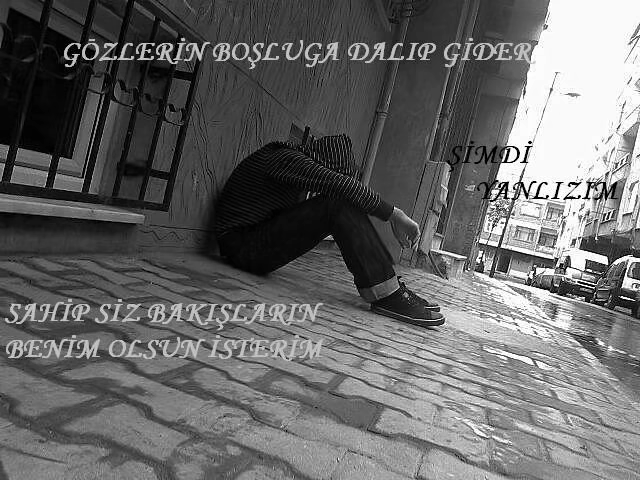 GÖZLERİN BOŞLUGA DALIP GİDER
ŞİMDİ
YANLIZIM
SAHİP SİZ BAKIŞLARIN
BENİM OLSUN İSTERİM